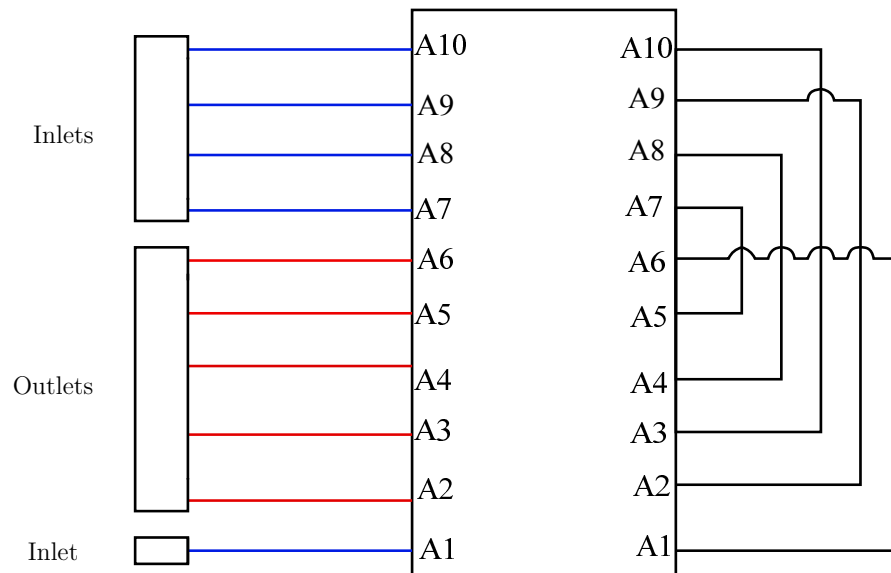 A10 A10
A9 A9
Inlets
A8 A8
A7 A7
A6 A6
A5 A5
Outlets
A4 A4
A3 A3
A2 A2
Inlet A1 A1